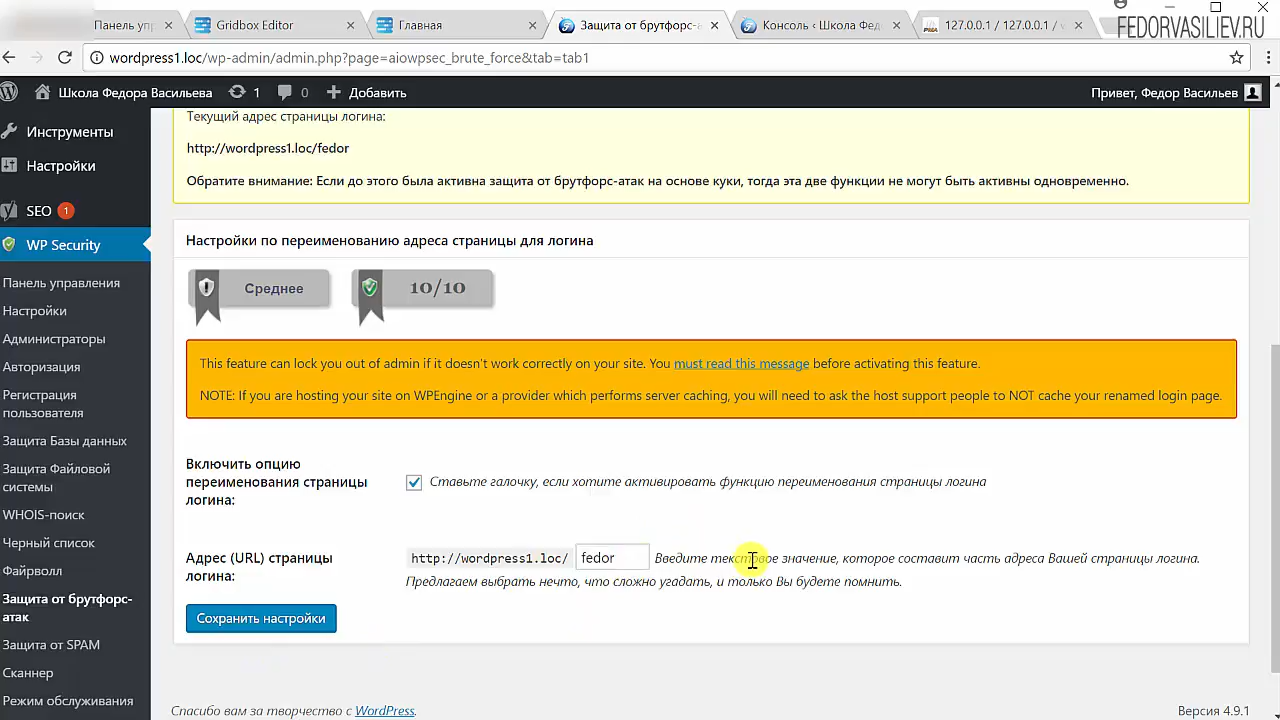 Панель упр
Gridbox Editor
Главная
Защита от брутфорс-
Консоль ‹ Школа Фед
127.0.0.1 / 127.0.0.1 /
FEDORVASILIEV.RU
wordpress1.loc/wp-admin/admin.php?page=aiowpsec_brute_force&tab=tab1
Школа Федора Васильева
1
0
Добавить
Привет, Федор Васильев
Инструменты
Настройки
SEO 1
WP Security
Панель управления
Настройки
Администраторы
Авторизация
Регистрация
пользователя
Защита Базы данных
Защита Файловой
системы
WHOIS-поиск
Черный список
Файрволл
Защита от брутфорс-
атак
Защита от SPAM
Сканнер
Режим обслуживания
Текущий адрес страницы логина:
http://wordpress1.loc/fedor
Обратите внимание: Если до этого была активна защита от брутфорс-атак на основе куки, тогда эта две функции не могут быть активны одновременно.
Настройки по переименованию адреса страницы для логина
Среднее
10/10
This feature can lock you out of admin if it doesn't work correctly on your site. You must read this message before activating this feature.
NOTE: If you are hosting your site on WPEngine or a provider which performs server caching, you will need to ask the host support people to NOT cache your renamed login page.
Включить опцию
переименования страницы
логина:
Ставьте галочку, если хотите активировать функцию переименования страницы логина
Адрес (URL) страницы
логина:
http://wordpress1.loc/ fedor Введите текстовое значение, которое составит часть адреса Вашей страницы логина.
Предлагаем выбрать нечто, что сложно угадать, и только Вы будете помнить.
Сохранить настройки
Спасибо вам за творчество с WordPress.
Версия 4.9.1